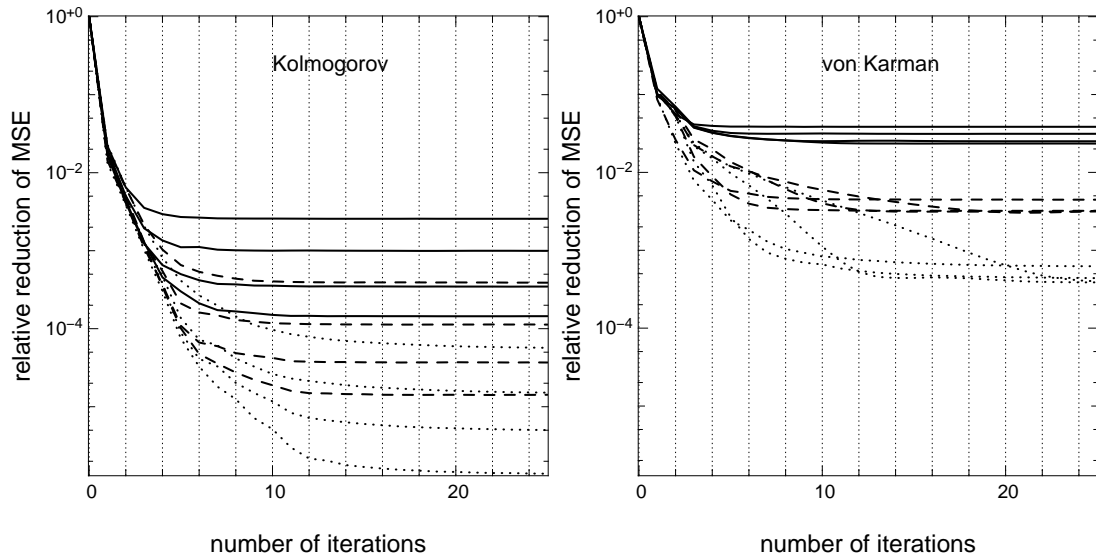 10+0
10−2
10−4
0
10
20
relative reduction of MSE
number of iterations
Kolmogorov
10+0
10−2
10−4
0
10
20
relative reduction of MSE
number of iterations
von Karman